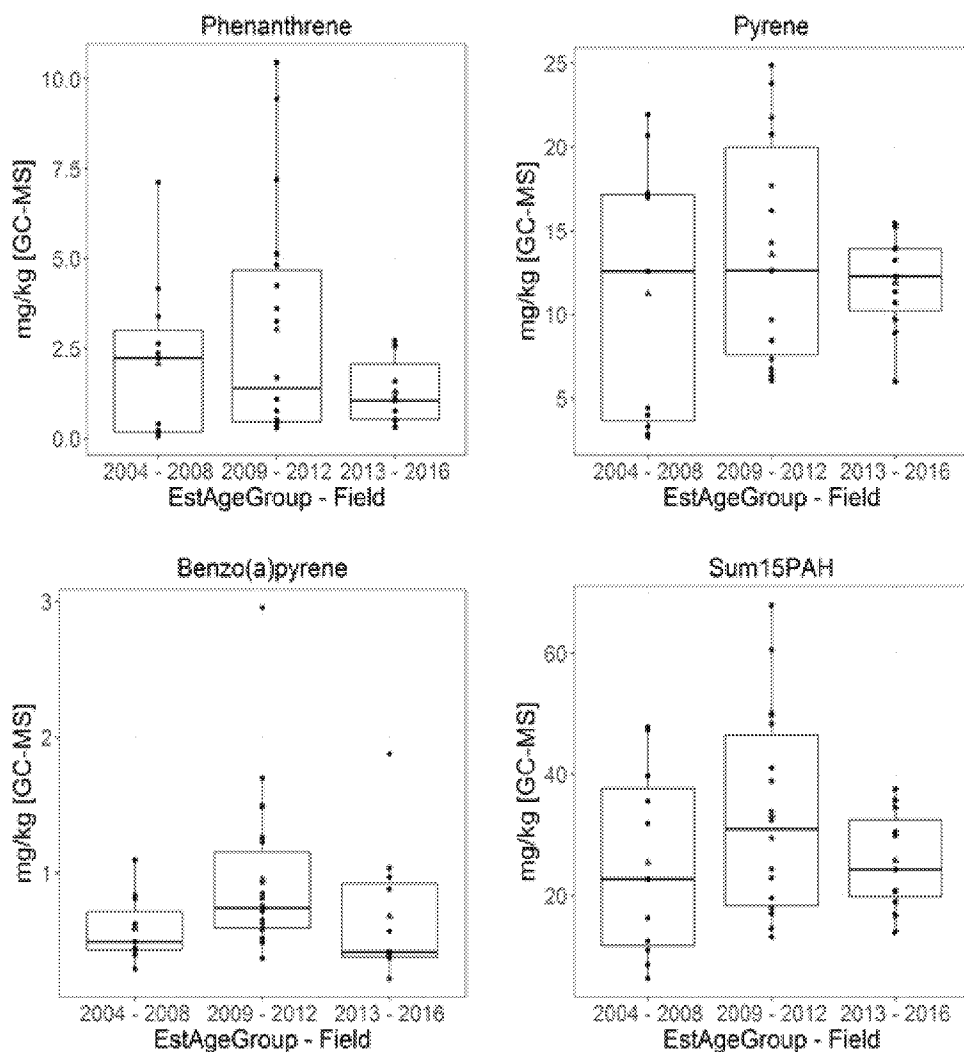 Phenanthrene
mg/kg [GC-MS]
10.0
7.5
5.0
2.5
0.0
2004 - 2008 2009 - 2012 2013 - 2016
EstAgeGroup - Field
Pyrene
mg/kg [GC-MS]
25
20
15
10
5
2004 - 2008 2009 - 2012 2013 - 2016
EstAgeGroup - Field
Benzo(a)pyrene
mg/kg [GC-MS]
3
2
1
2004 - 2008 2009 - 2012 2013 - 2016
EstAgeGroup - Field
Sum15PAH
mg/kg [GC-MS]
60
40
20
2004 - 2008 2009 - 2012 2013 - 2016
EstAgeGroup - Field